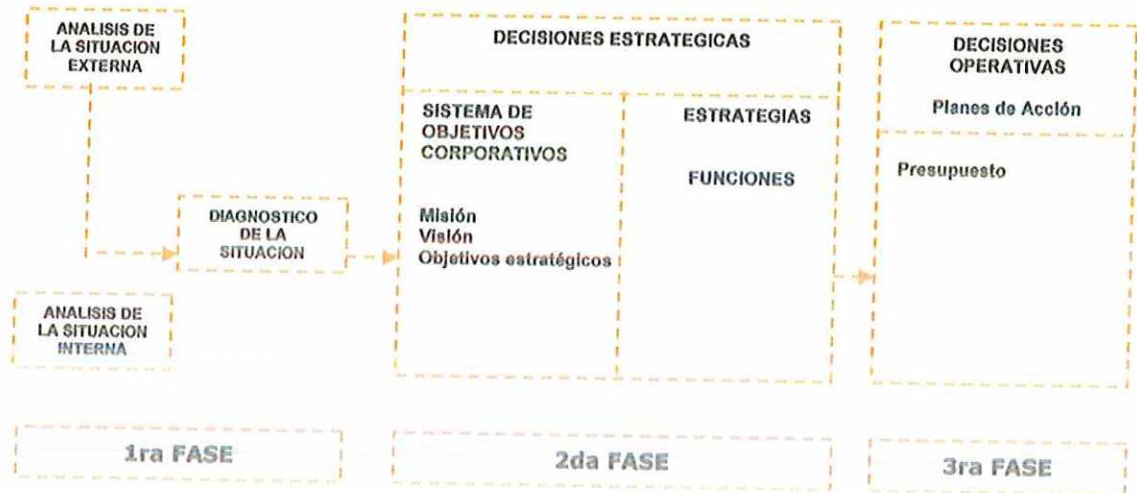 ANALISIS DE
LA SITUACION
EXTERNA
DIAGNOSTICO
DE LA
SITUACION
ANALISIS DE
LA SITUACION
INTERNA
DECISIONES ESTRATEGICAS
SISTEMA DE
OBJETIVOS
CORPORATIVOS
Misión
Visión
Objetivos estratégicos
ESTRATEGIAS
FUNCIONES
DECISIONES
OPERATIVAS
Planes de Acción
Presupuesto
1ra FASE
2da FASE
3ra FASE